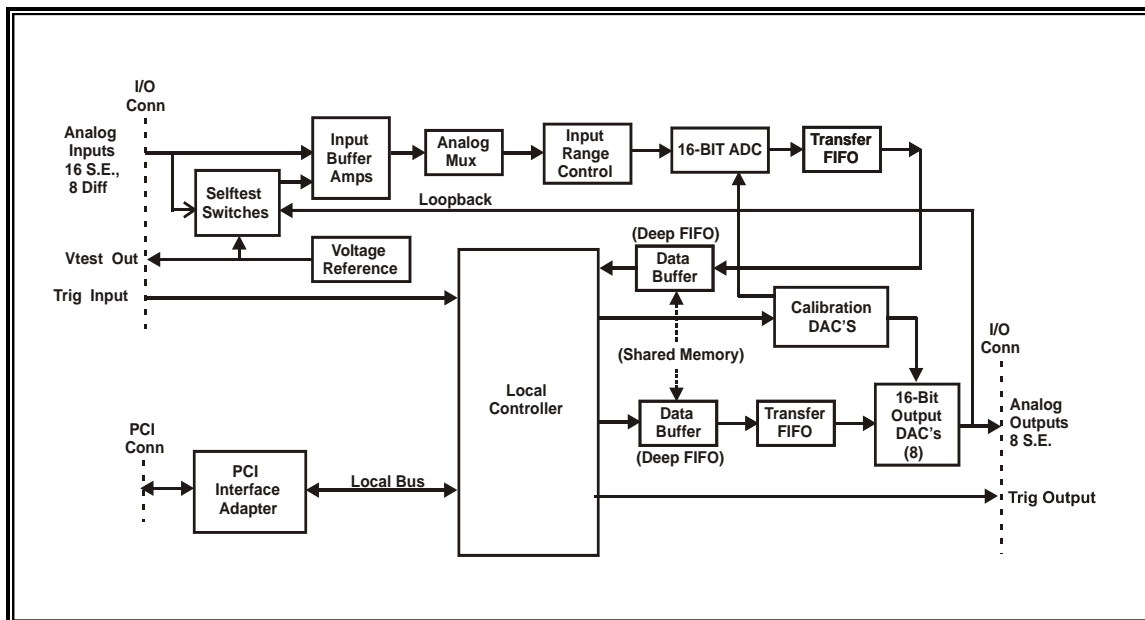 I/O
Conn
Analog
Inputs
16 S.E.,
8 Diff
Input
Buffer
Amps
Analog
Mux
Input
Range
Control
16-BIT ADC
Transfer
FIFO
Selftest
Switches
Loopback
Vtest Out
Voltage
Reference
(Deep FIFO)
Data
Buffer
Trig Input
Calibration
DAC'S
I/O
Conn
(Shared Memory)
Local
Controller
Data
Buffer
(Deep FIFO)
Transfer
FIFO
16-Bit
Output
DAC's
(8)
Analog
Outputs
8 S.E.
PCI
Conn
PCI
Interface
Adapter
Local Bus
Trig Output